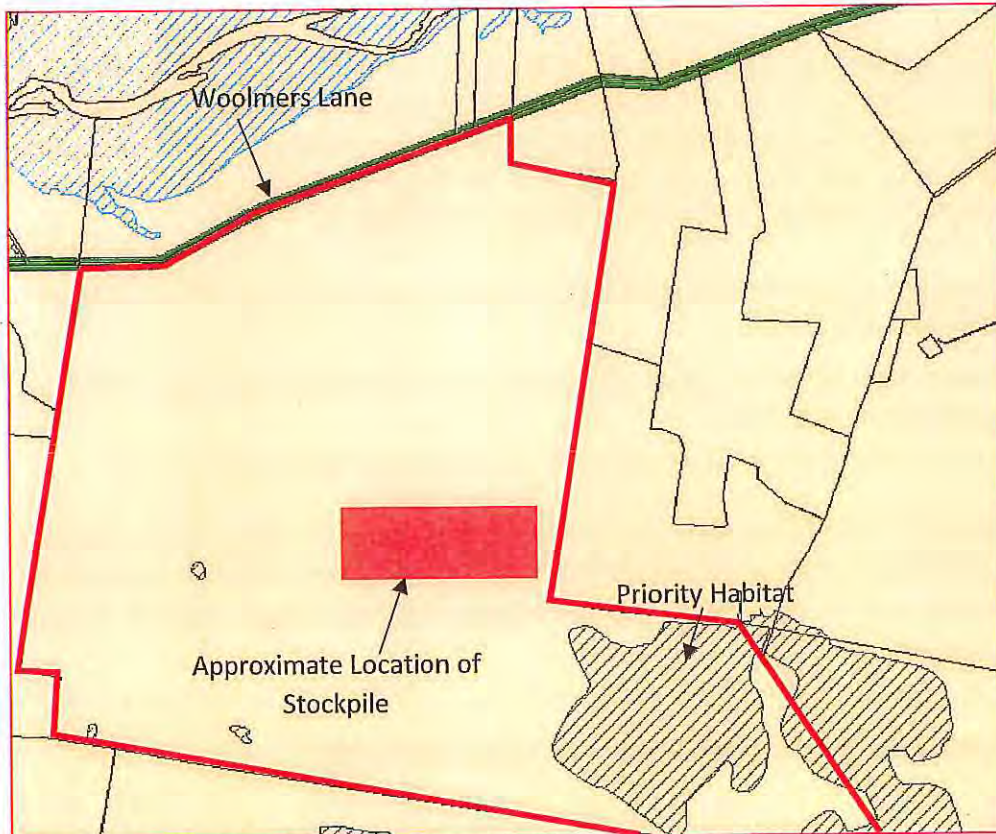 Woolmers Lane
Priority Habitat
Approximate Location of
Stockpile